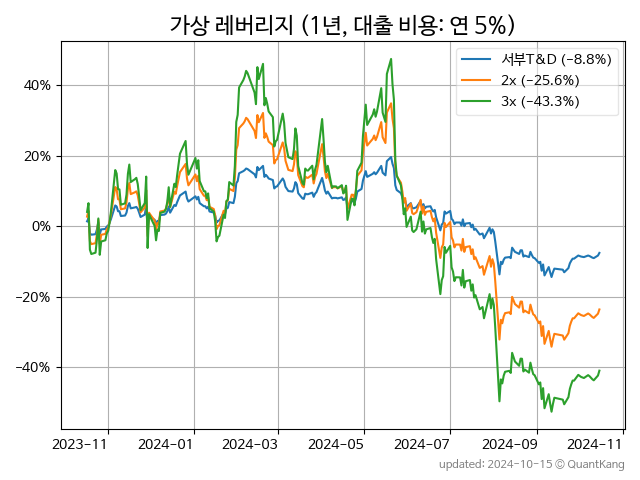 가상 레버리지 (1년, 대출 비용: 연 5%)
서부T&D (−8.8%)
2x (−25.6%)
3x (−43.3%)
40%
20%
0%
−20%
−40%
2023-11
2024-01
2024-03
2024-05
2024-07
2024-09
2024-11
updated: 2024-10-15 © QuantKang